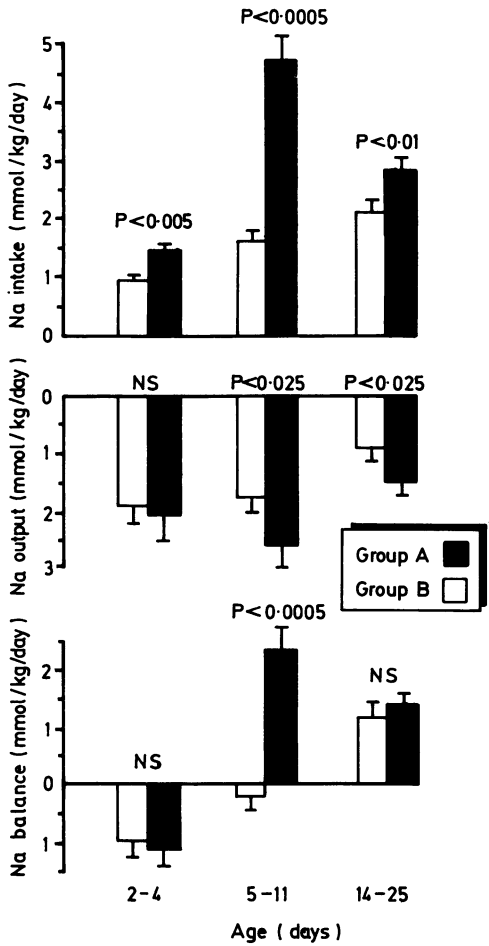 P<0·0005
5
4
3
2
1
0
Na intake (mmol/kg/day)
P<0·005
P<0·01
NS
P<0·025
P<0·025
0
1
2
3
Na output (mmol/kg/day)
Group A
Group B
P<0·0005
2
1
0
1
Na balance (mmol/kg/day)
NS
NS
2-4
5-11
14-25
Age (days)